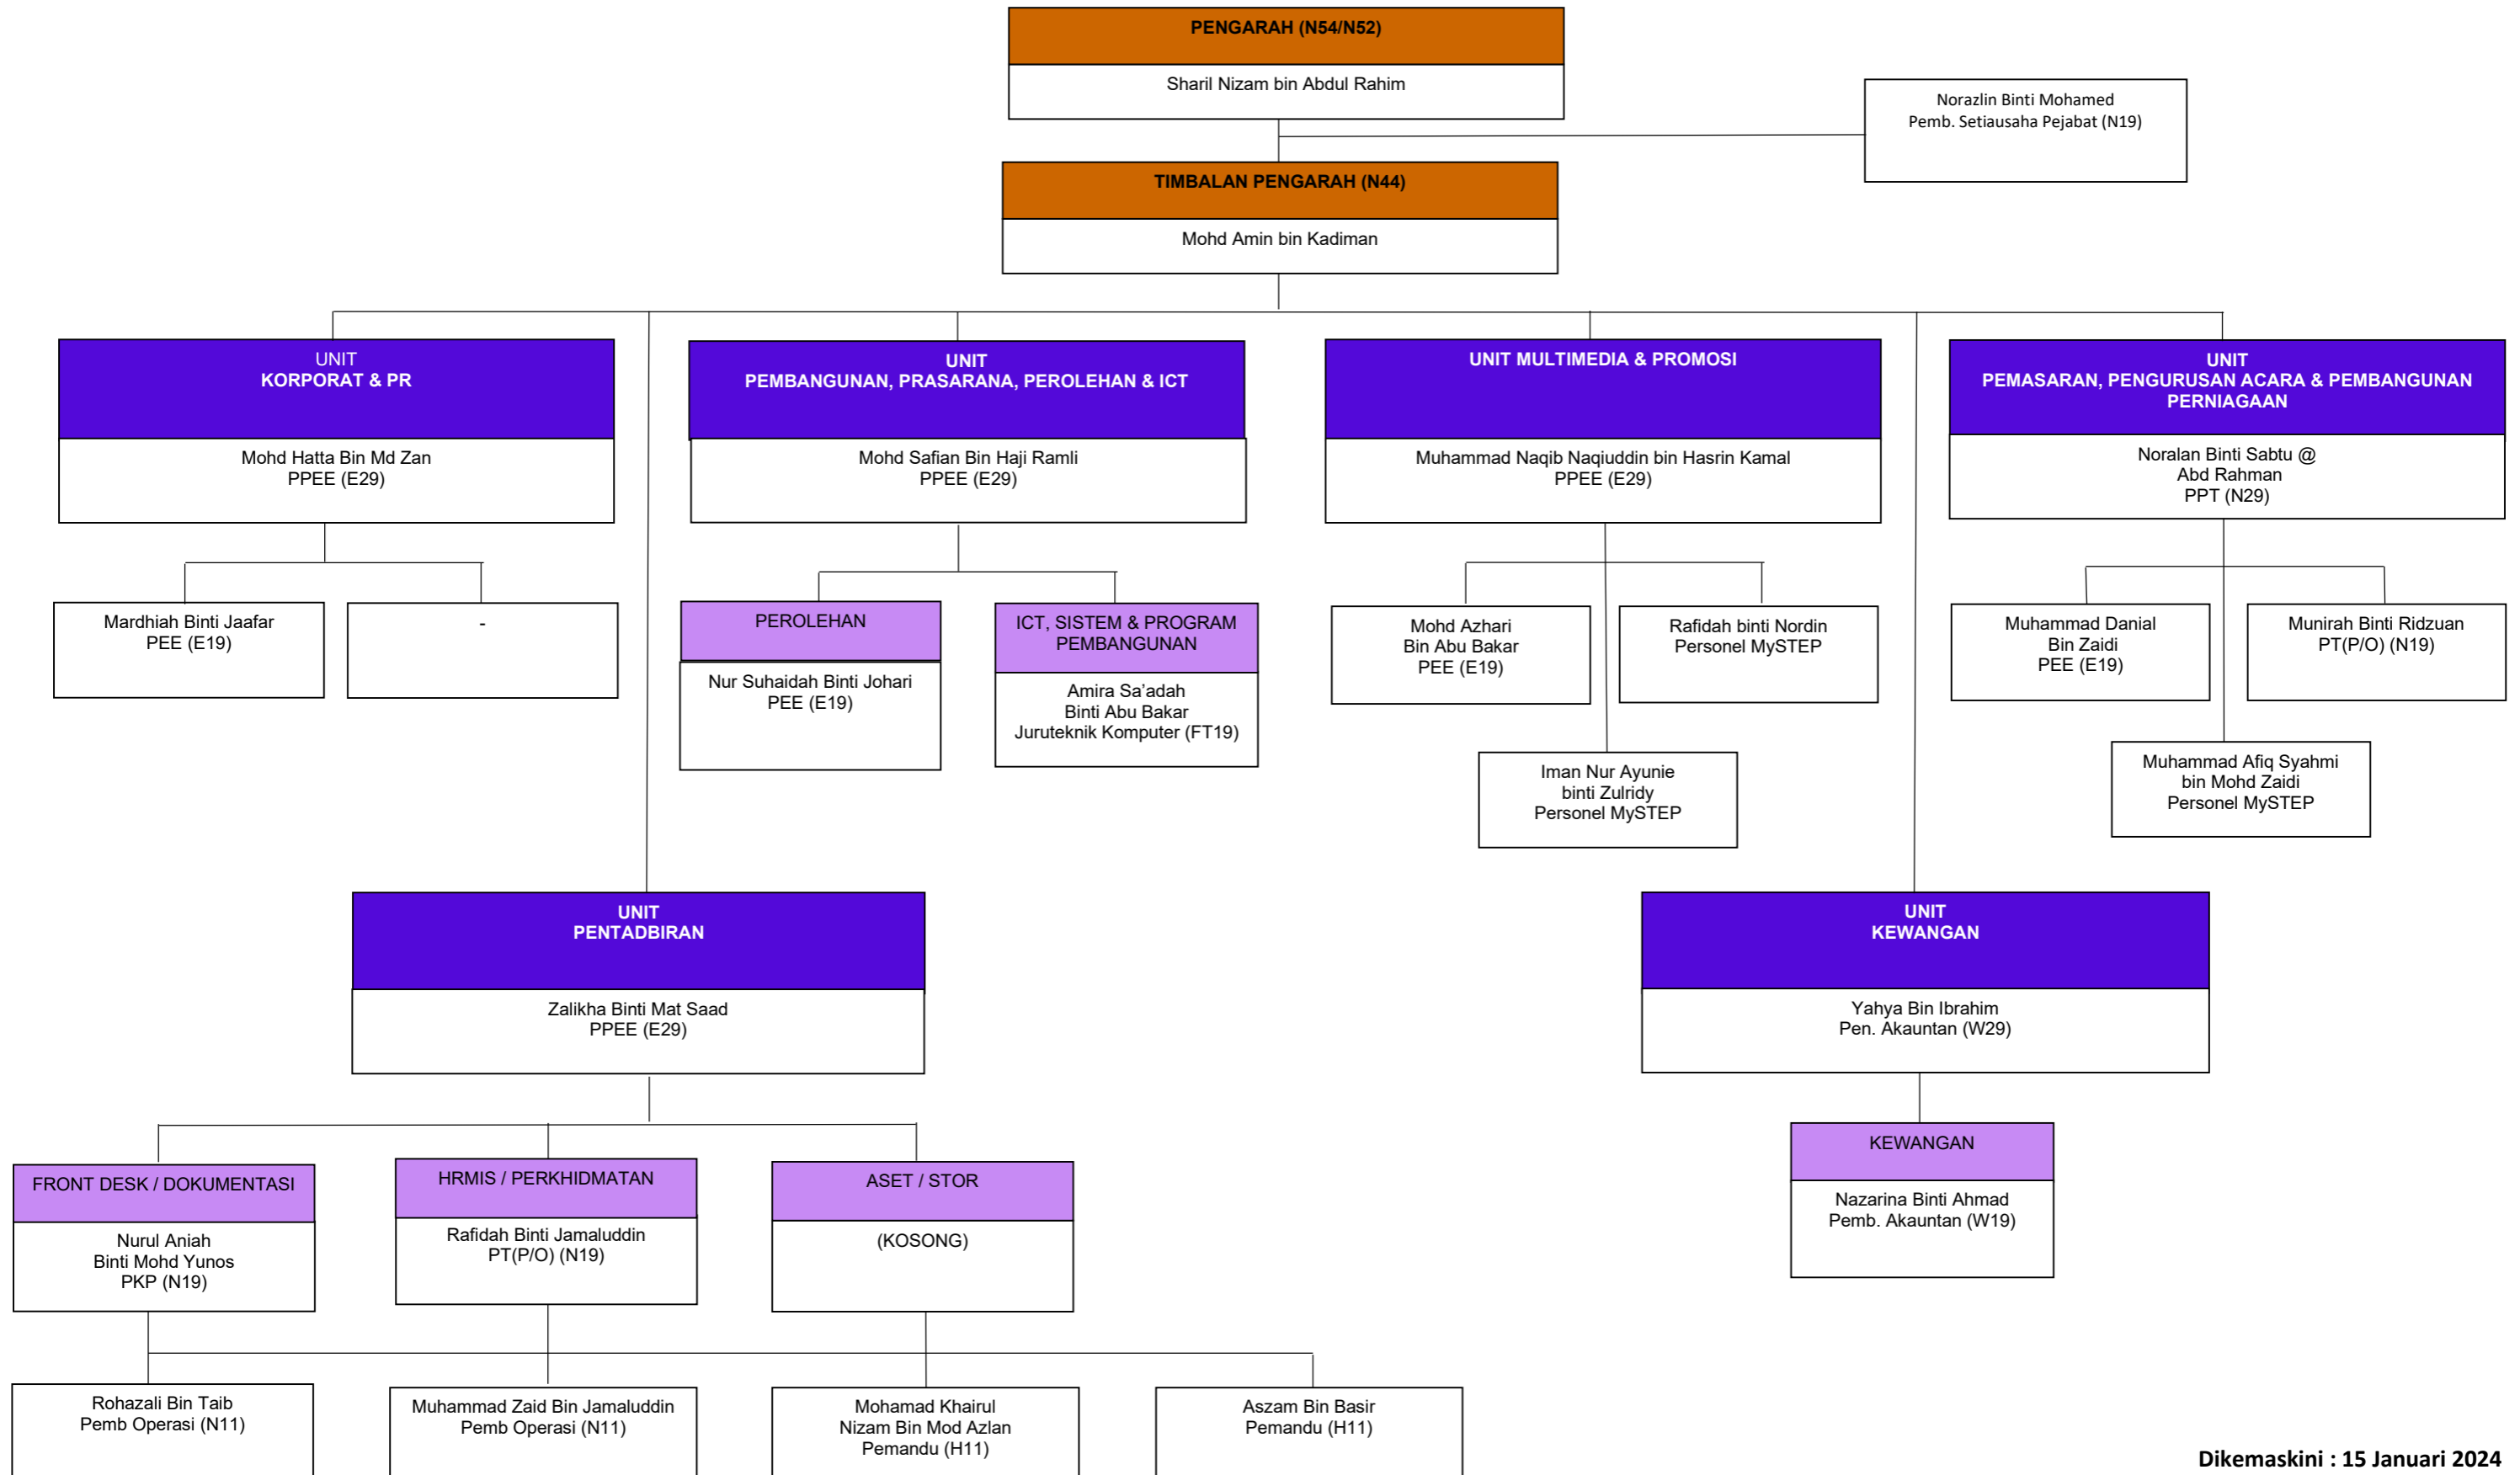 PENGARAH (N54/N52)
Sharil Nizam bin Abdul Rahim
Norazlin Binti Mohamed
Pemb. Setiausaha Pejabat (N19)
TIMBALAN PENGARAH (N44)
Mohd Amin bin Kadiman
UNIT
KORPORAT & PR
Mohd Hatta Bin Md Zan
PPEE (E29)
UNIT
PEMBANGUNAN, PRASARANA, PEROLEHAN & ICT
Mohd Safian Bin Haji Ramli
PPEE (E29)
UNIT MULTIMEDIA & PROMOSI
Muhammad Naqib Naqiuddin bin Hasrin Kamal
PPEE (E29)
UNIT
PEMASARAN, PENGURUSAN ACARA & PEMBANGUNAN
PERNIAGAAN
Noralan Binti Sabtu @
Abd Rahman
PPT (N29)
Mardhiah Binti Jaafar
PEE (E19)
-
PEROLEHAN
Nur Suhaidah Binti Johari
PEE (E19)
ICT, SISTEM & PROGRAM
PEMBANGUNAN
Amira Sa’adah
Binti Abu Bakar
Juruteknik Komputer (FT19)
Mohd Azhari
Bin Abu Bakar
PEE (E19)
Rafidah binti Nordin
Personel MySTEP
Iman Nur Ayunie
binti Zulridy
Personel MySTEP
Muhammad Danial
Bin Zaidi
PEE (E19)
Munirah Binti Ridzuan
PT(P/O) (N19)
Muhammad Afiq Syahmi
bin Mohd Zaidi
Personel MySTEP
UNIT
PENTADBIRAN
Zalikha Binti Mat Saad
PPEE (E29)
UNIT
KEWANGAN
Yahya Bin Ibrahim
Pen. Akauntan (W29)
FRONT DESK / DOKUMENTASI
Nurul Aniah
Binti Mohd Yunos
PKP (N19)
HRMIS / PERKHIDMATAN
Rafidah Binti Jamaluddin
PT(P/O) (N19)
ASET / STOR
(KOSONG)
KEWANGAN
Nazarina Binti Ahmad
Pemb. Akauntan (W19)
Rohazali Bin Taib
Pemb Operasi (N11)
Muhammad Zaid Bin Jamaluddin
Pemb Operasi (N11)
Mohamad Khairul
Nizam Bin Mod Azlan
Pemandu (H11)
Aszam Bin Basir
Pemandu (H11)
Dikemaskini : 15 Januari 2024